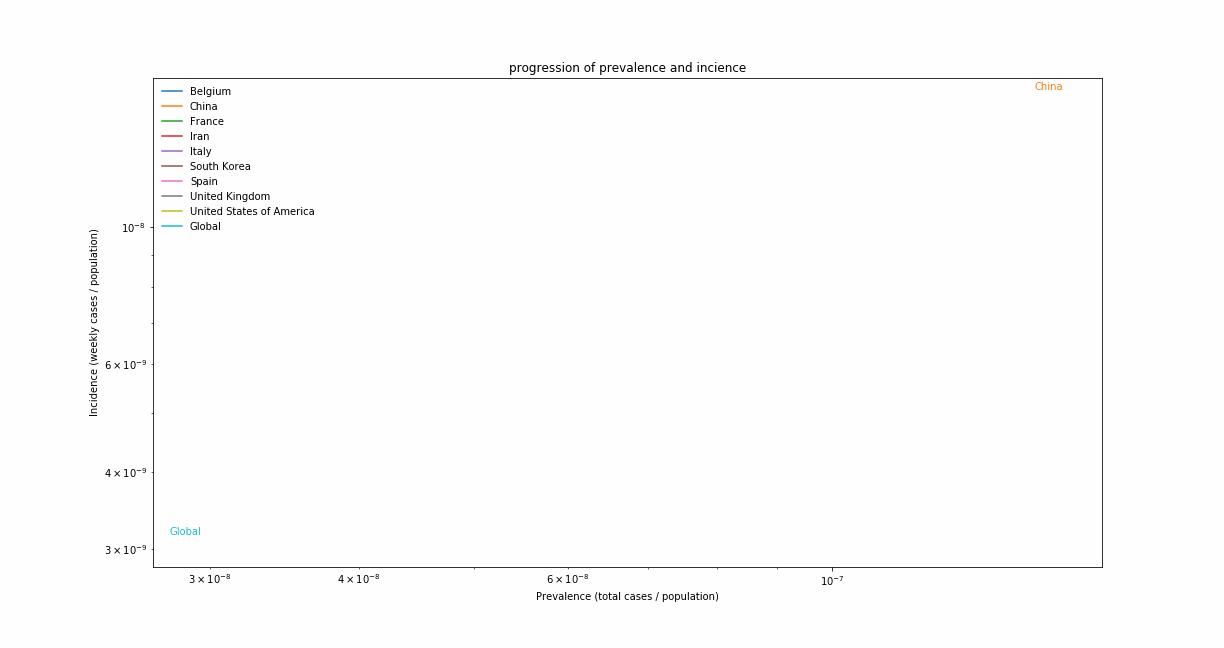 progression of prevalence and incience
China
Belgium
China
France
Iran
Italy
South Korea
Spain
United Kingdom
United States of America
Global
Incidence (weekly cases / population)
10⁻⁸
6 × 10⁻⁹
4 × 10⁻⁹
3 × 10⁻⁹
Global
3 × 10⁻⁸
4 × 10⁻⁸
6 × 10⁻⁸
10⁻⁷
Prevalence (total cases / population)